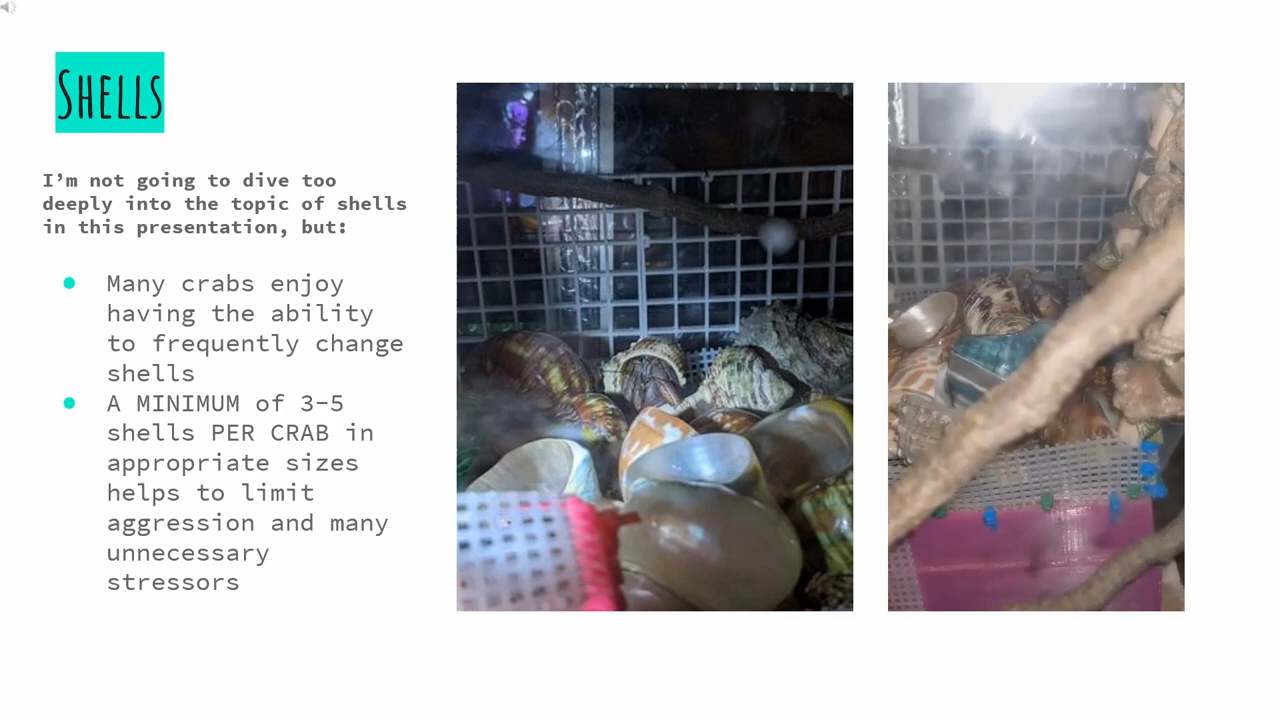 Shells
I’m not going to dive too
deeply into the topic of shells
in this presentation, but:
● Many crabs enjoy
having the ability
to frequently change
shells
● A MINIMUM of 3-5
shells PER CRAB in
appropriate sizes
helps to limit
aggression and many
unnecessary
stressors